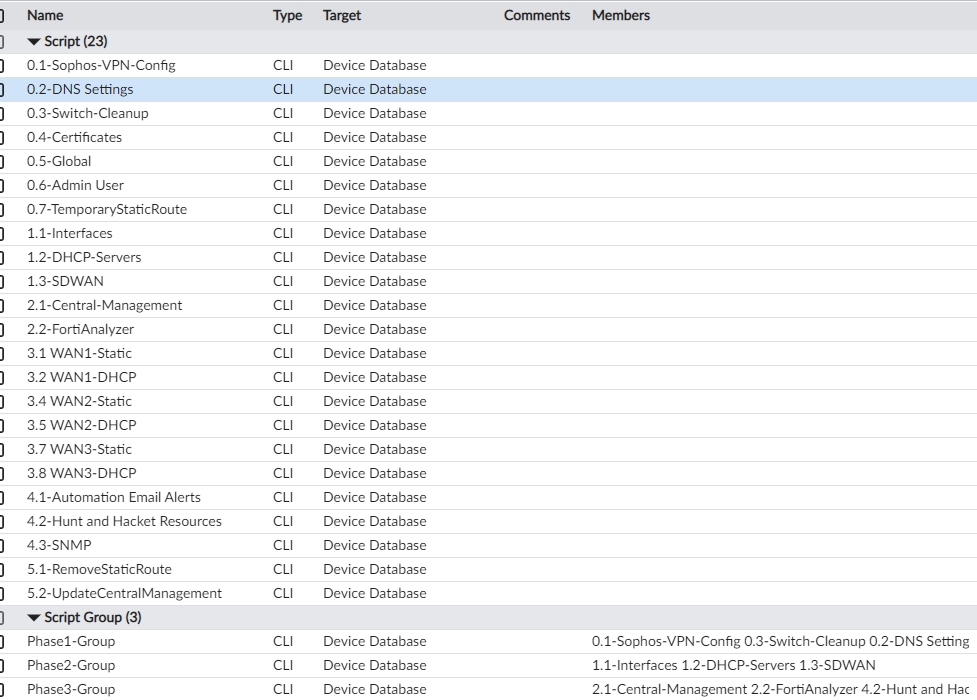 Name Type Target Comments Members
Script (23)
0.1-Sophos-VPN-Config CLI Device Database
0.2-DNS Settings CLI Device Database
0.3-Switch-Cleanup CLI Device Database
0.4-Certificates CLI Device Database
0.5-Global CLI Device Database
0.6-Admin User CLI Device Database
0.7-TemporaryStaticRoute CLI Device Database
1.1-Interfaces CLI Device Database
1.2-DHCP-Servers CLI Device Database
1.3-SDWAN CLI Device Database
2.1-Central-Management CLI Device Database
2.2-FortiAnalyzer CLI Device Database
3.1 WAN1-Static CLI Device Database
3.2 WAN1-DHCP CLI Device Database
3.4 WAN2-Static CLI Device Database
3.5 WAN2-DHCP CLI Device Database
3.7 WAN3-Static CLI Device Database
3.8 WAN3-DHCP CLI Device Database
4.1-Automation Email Alerts CLI Device Database
4.2-Hunt and Hacket Resources CLI Device Database
4.3-SNMP CLI Device Database
5.1-RemoveStaticRoute CLI Device Database
5.2-UpdateCentralManagement CLI Device Database
Script Group (3)
Phase1-Group CLI Device Database 0.1-Sophos-VPN-Config 0.3-Switch-Cleanup 0.2-DNS Setting
Phase2-Group CLI Device Database 1.1-Interfaces 1.2-DHCP-Servers 1.3-SDWAN
Phase3-Group CLI Device Database 2.1-Central-Management 2.2-FortiAnalyzer 4.2-Hunt and Hac